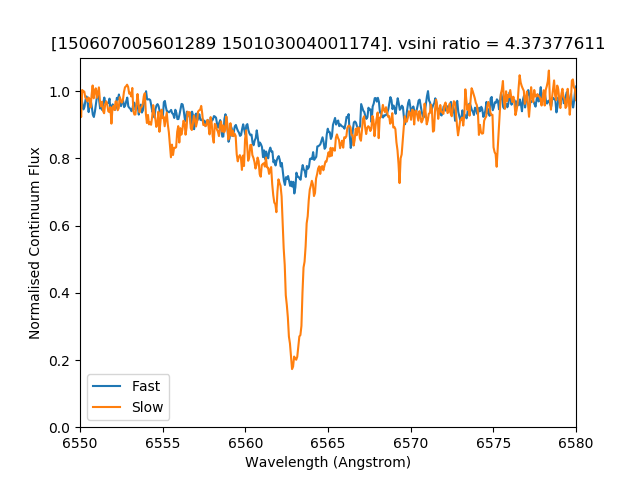 [150607005601289 150103004001174]. vsini ratio = 4.37377611
Normalised Continuum Flux
1.0
0.8
0.6
0.4
0.2
0.0
Fast
Slow
6550 6555 6560 6565 6570 6575 6580
Wavelength (Angstrom)